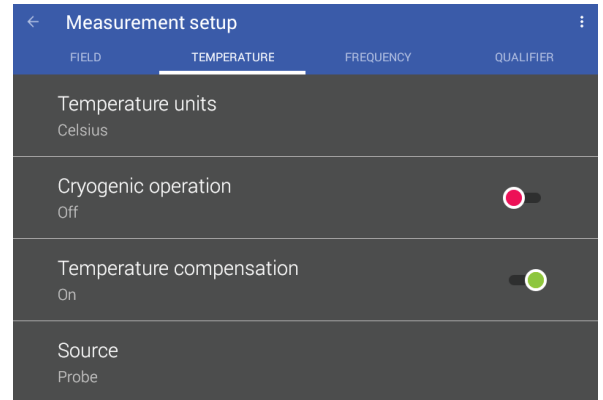 Measurement setup
FIELD TEMPERATURE FREQUENCY QUALIFIER
Temperature units
Celsius
Cryogenic operation
Off
Temperature compensation
On
Source
Probe